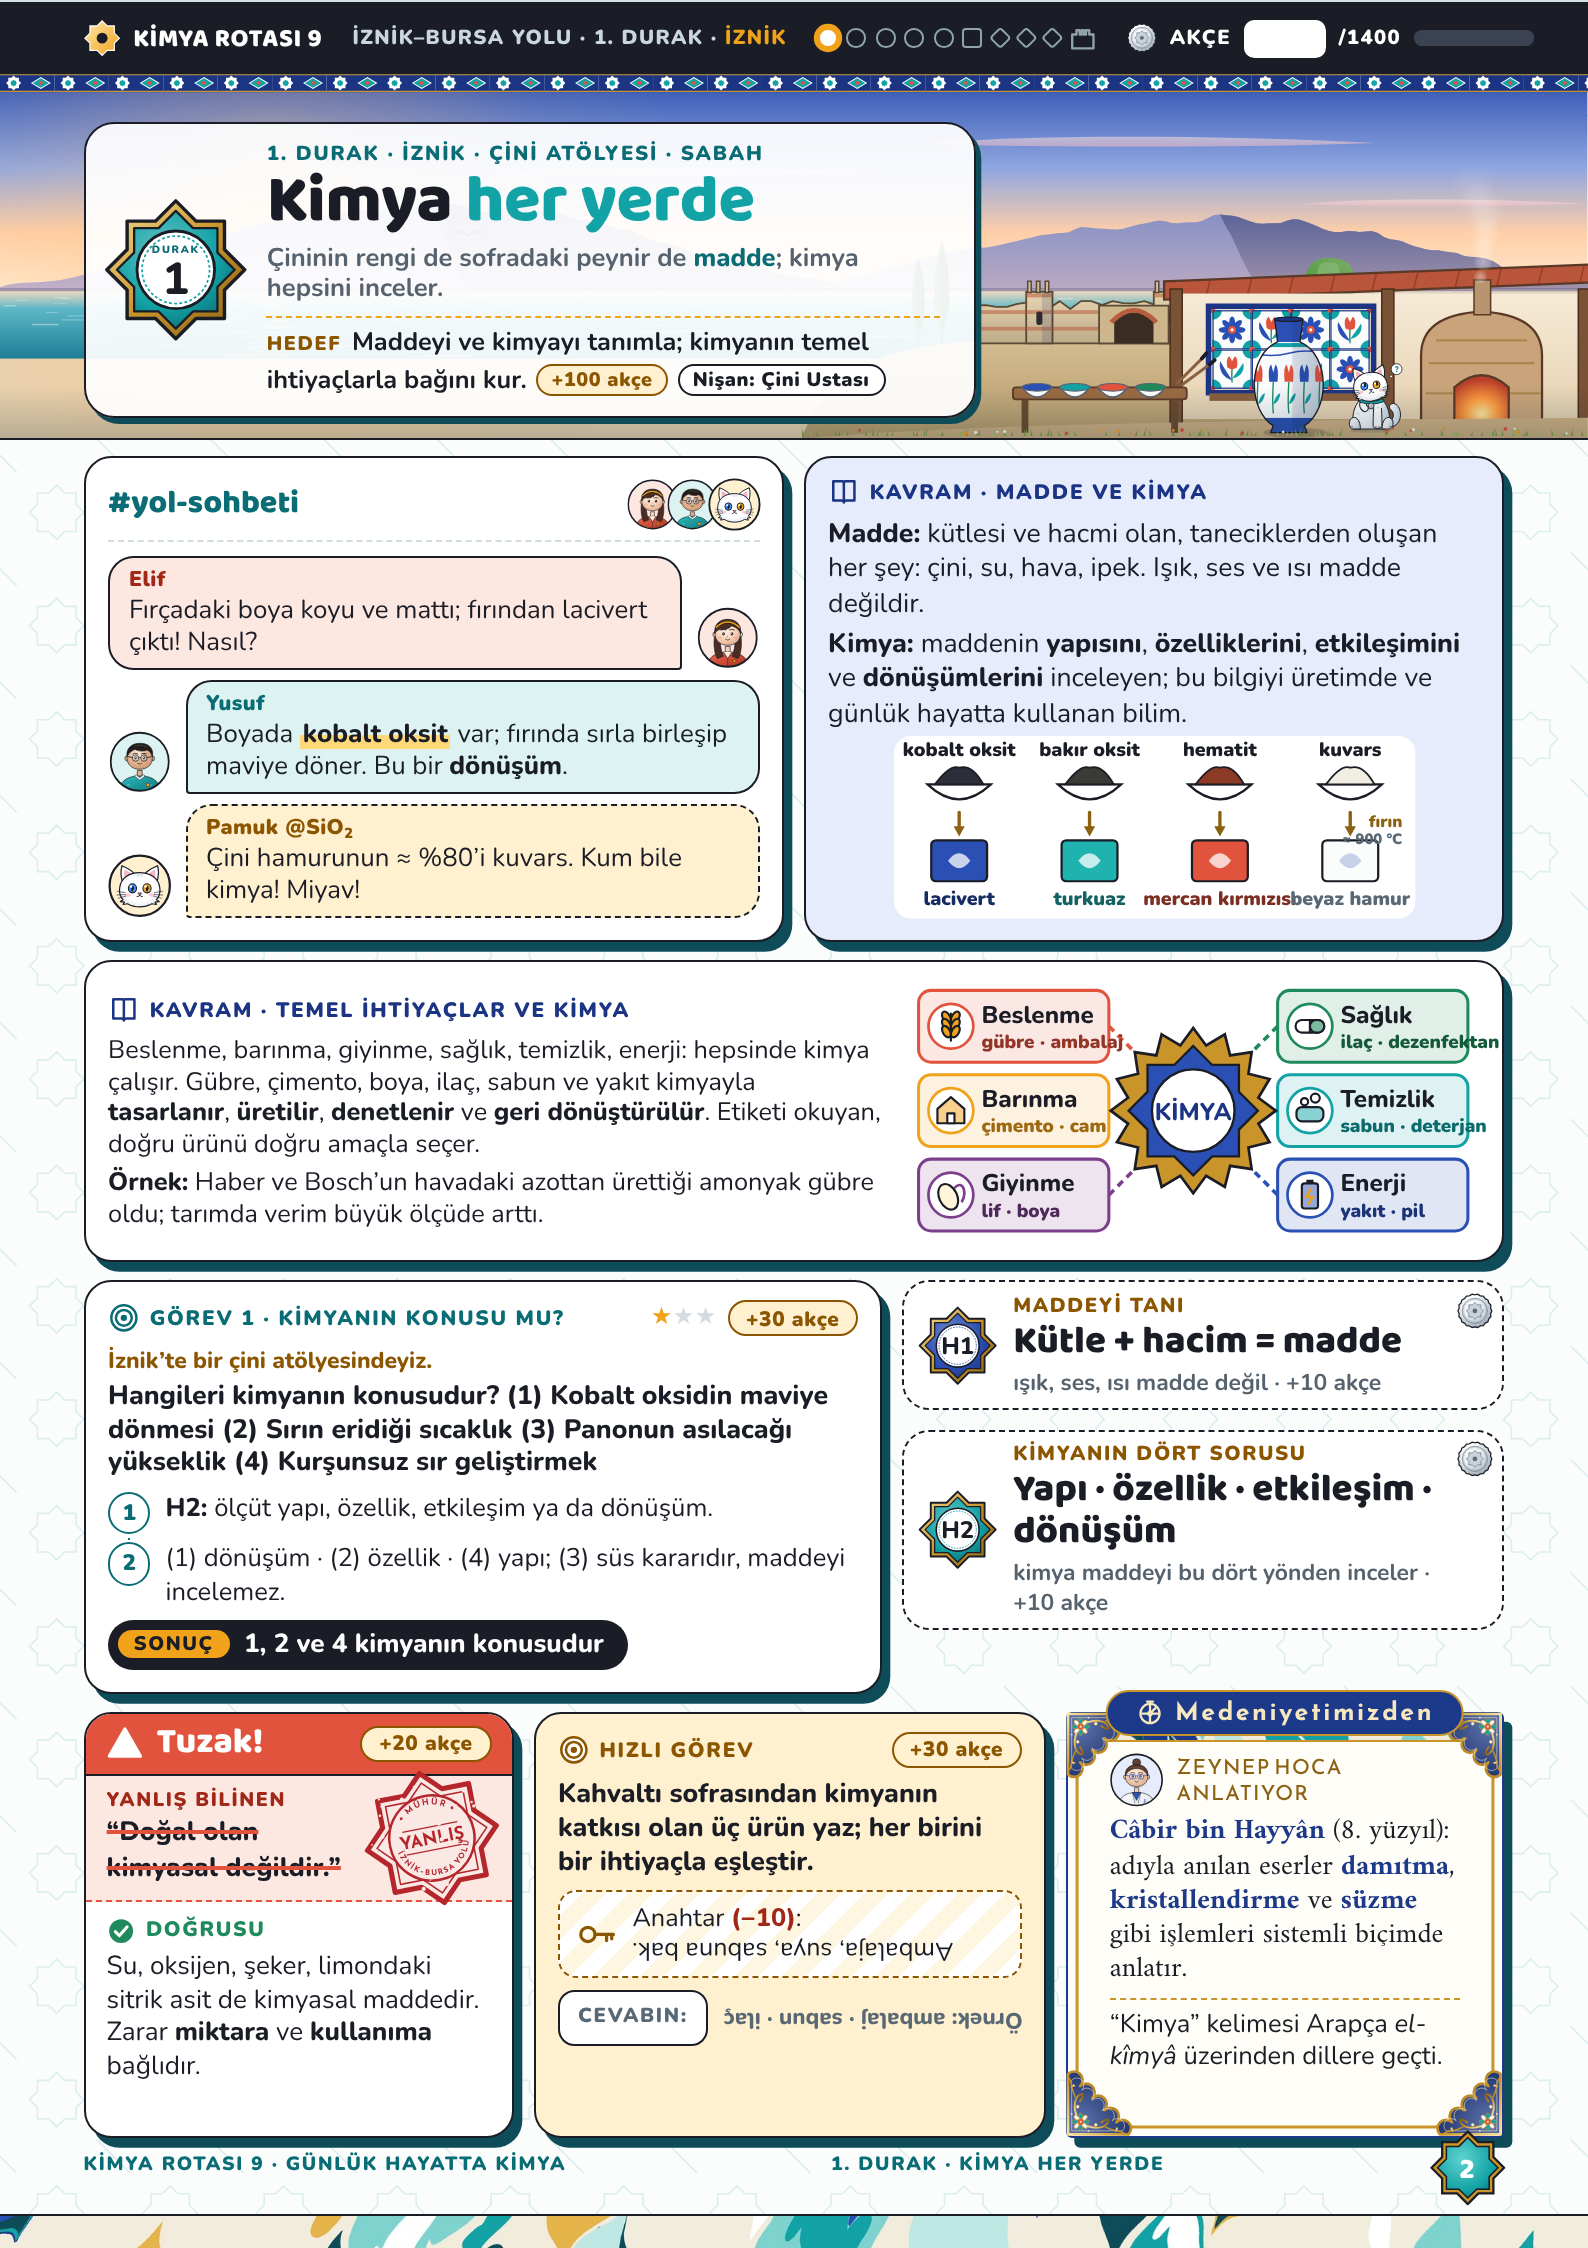 KİMYA ROTASI 9 İZNİK–BURSA YOLU · 1. DURAK · İZNİK AKÇE /1400
1. DURAK · İZNİK · ÇİNİ ATÖLYESİ · SABAH
Kimya her yerde
DURAK
1
Çininin rengi de sofradaki peynir de madde; kimya
hepsini inceler.
HEDEF Maddeyi ve kimyayı tanımla; kimyanın temel
ihtiyaçlarla bağını kur. +100 akçe Nişan: Çini Ustası
?
#yol-sohbeti
Elif
Fırçadaki boya koyu ve mattı; fırından lacivert
çıktı! Nasıl?
Yusuf
Boyada kobalt oksit var; fırında sırla birleşip
maviye döner. Bu bir dönüşüm.
Pamuk @SiO₂
Çini hamurunun ≈ %80’i kuvars. Kum bile
kimya! Miyav!
KAVRAM · MADDE VE KİMYA
Madde: kütlesi ve hacmi olan, taneciklerden oluşan
her şey: çini, su, hava, ipek. Işık, ses ve ısı madde
değildir.
Kimya: maddenin yapısını, özelliklerini, etkileşimini
ve dönüşümlerini inceleyen; bu bilgiyi üretimde ve
günlük hayatta kullanan bilim.
kobalt oksit bakır oksit hematit kuvars
fırın
≈ 900 °C
lacivert turkuaz mercan kırmızısı beyaz hamur
KAVRAM · TEMEL İHTİYAÇLAR VE KİMYA
Beslenme, barınma, giyinme, sağlık, temizlik, enerji: hepsinde kimya
çalışır. Gübre, çimento, boya, ilaç, sabun ve yakıt kimyayla
tasarlanır, üretilir, denetlenir ve geri dönüştürülür. Etiketi okuyan,
doğru ürünü doğru amaçla seçer.
Örnek: Haber ve Bosch’un havadaki azottan ürettiği amonyak gübre
oldu; tarımda verim büyük ölçüde arttı.
Beslenme
gübre · ambalaj
Barınma
çimento · cam
Giyinme
lif · boya
KİMYA
Sağlık
ilaç · dezenfektan
Temizlik
sabun · deterjan
Enerji
yakıt · pil
GÖREV 1 · KİMYANIN KONUSU MU? +30 akçe
İznik’te bir çini atölyesindeyiz.
Hangileri kimyanın konusudur? (1) Kobalt oksidin maviye
dönmesi (2) Sırın eridiği sıcaklık (3) Panonun asılacağı
yükseklik (4) Kurşunsuz sır geliştirmek
1 H2: ölçüt yapı, özellik, etkileşim ya da dönüşüm.
2 (1) dönüşüm · (2) özellik · (4) yapı; (3) süs kararıdır, maddeyi
incelemez.
SONUÇ 1, 2 ve 4 kimyanın konusudur
H1
MADDEYİ TANI
Kütle + hacim = madde
ışık, ses, ısı madde değil · +10 akçe
H2
KİMYANIN DÖRT SORUSU
Yapı · özellik · etkileşim ·
dönüşüm
kimya maddeyi bu dört yönden inceler ·
+10 akçe
Tuzak! +20 akçe
YANLIŞ BİLİNEN
“Doğal olan
kimyasal değildir.”
MÜHÜR
YANLIŞ
İZNİK-BURSA YOLU
DOĞRUSU
Su, oksijen, şeker, limondaki
sitrik asit de kimyasal maddedir.
Zarar miktara ve kullanıma
bağlıdır.
HIZLI GÖREV +30 akçe
Kahvaltı sofrasından kimyanın
katkısı olan üç ürün yaz; her birini
bir ihtiyaçla eşleştir.
Anahtar (−10):
Ambalaja, suya, sabuna bak.
CEVABIN: Örnek: ambalaj · sabun · ilaç
Medeniyetimizden
ZEYNEP HOCA
ANLATIYOR
Câbir bin Hayyân (8. yüzyıl):
adıyla anılan eserler damıtma,
kristallendirme ve süzme
gibi işlemleri sistemli biçimde
anlatır.
“Kimya” kelimesi Arapça el-
kîmyâ üzerinden dillere geçti.
KİMYA ROTASI 9 · GÜNLÜK HAYATTA KİMYA 1. DURAK · KİMYA HER YERDE 2